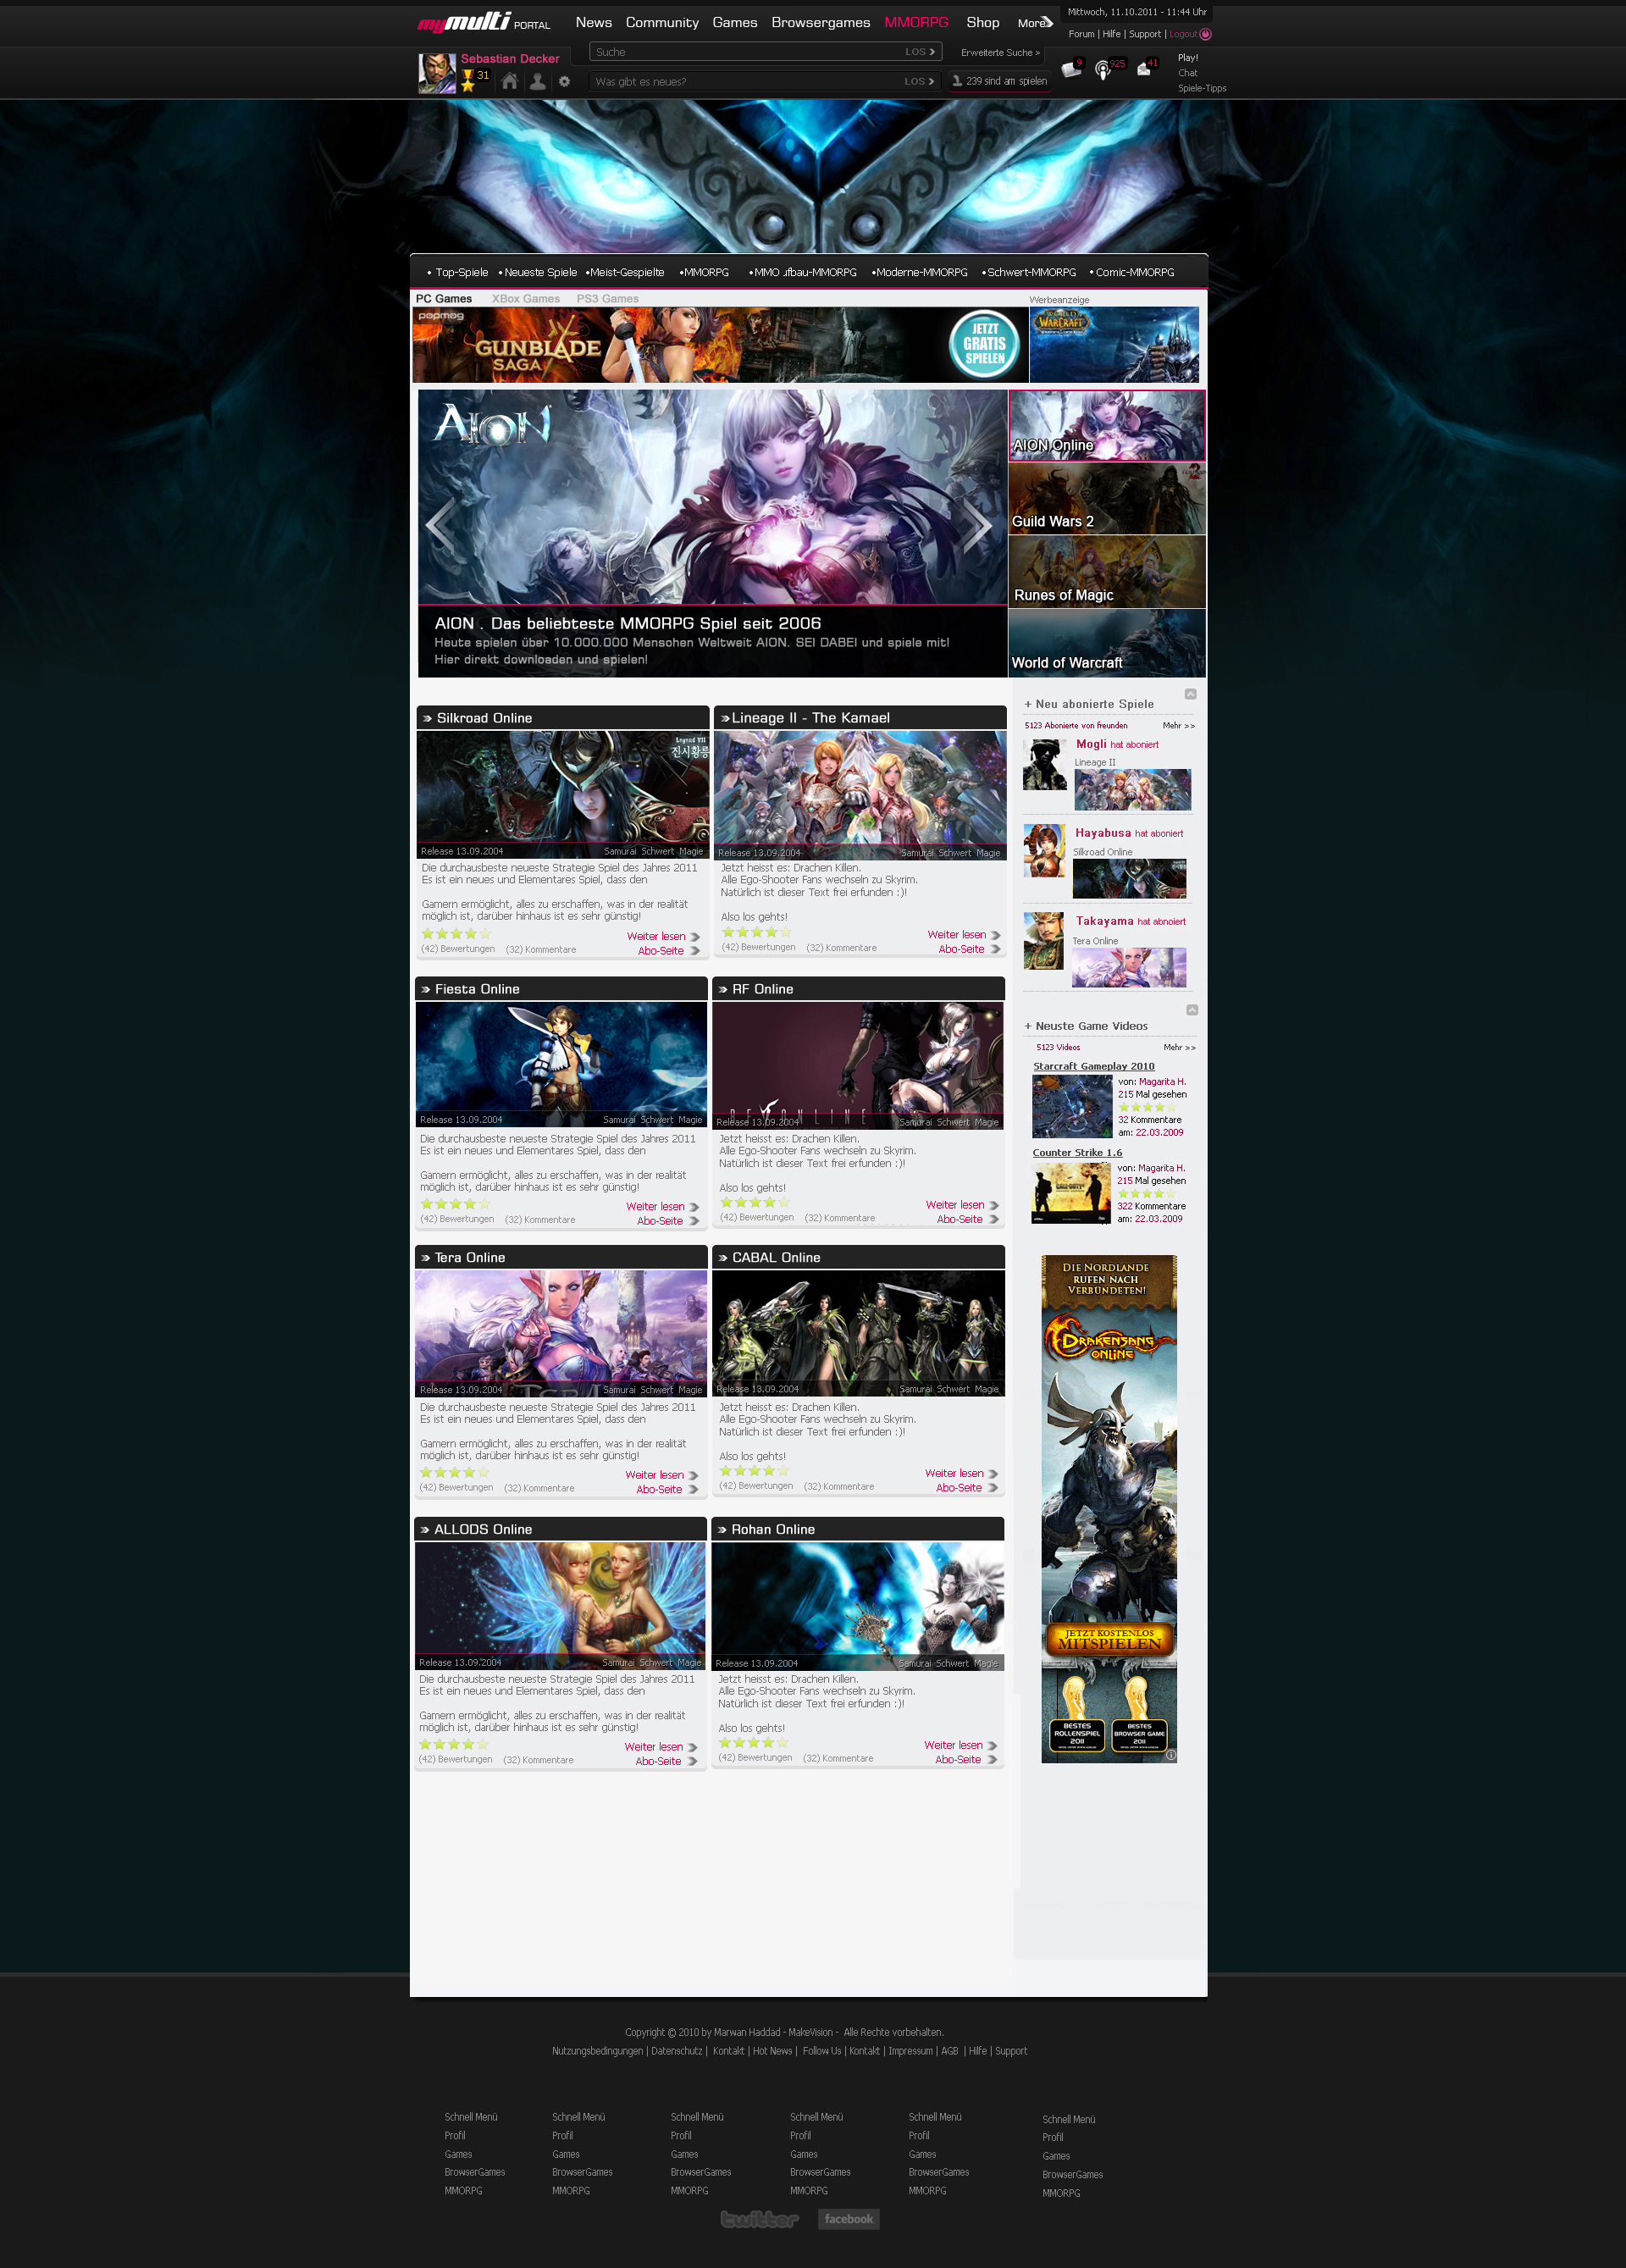 mymulti PORTAL
News Community Games Browsergames MMORPG Shop More
Mittwoch, 11.10.2011 - 11:44 Uhr
Forum | Hilfe | Support | Logout
Sebastian Decker
31
Suche LOS
Erweiterte Suche »
Was gibt es neues? LOS
239 sind am spielen
9 925 41
Play!
Chat
Spiele-Tipps
• Top-Spiele • Neueste Spiele •Meist-Gespielte •MMORPG •MMO ufbau-MMORPG •Moderne-MMORPG •Schwert-MMORPG • Comic-MMORPG
PC Games XBox Games PS3 Games
Werbeanzeige
popmog
GUNBLADE
SAGA
JETZT
GRATIS
SPIELEN
WORLD OF
WARCRAFT
AION
AION Online
Guild Wars 2
Runes of Magic
World of Warcraft
AION . Das beliebteste MMORPG Spiel seit 2006
Heute spielen über 10.000.000 Menschen Weltweit AION. SEI DABEI und spiele mit!
Hier direkt downloaden und spielen!
Silkroad Online
Legend VII
전시황릉
Release 13.09.2004 Samurai Schwert Magie
Die durchausbeste neueste Strategie Spiel des Jahres 2011
Es ist ein neues und Elementares Spiel, dass den
Gamern ermöglicht, alles zu erschaffen, was in der realität
möglich ist, darüber hinhaus ist es sehr günstig!
Weiter lesen
(42) Bewertungen (32) Kommentare Abo-Seite
Lineage II - The Kamael
Release 13.09.2004 Samurai Schwert Magie
Jetzt heisst es: Drachen Killen.
Alle Ego-Shooter Fans wechseln zu Skyrim.
Natürlich ist dieser Text frei erfunden :)!
Also los gehts!
Weiter lesen
(42) Bewertungen (32) Kommentare Abo-Seite
Fiesta Online
Release 13.09.2004 Samurai Schwert Magie
Die durchausbeste neueste Strategie Spiel des Jahres 2011
Es ist ein neues und Elementares Spiel, dass den
Gamern ermöglicht, alles zu erschaffen, was in der realität
möglich ist, darüber hinhaus ist es sehr günstig!
Weiter lesen
(42) Bewertungen (32) Kommentare Abo-Seite
RF Online
RF ONLINE
Release 13.09.2004 Samurai Schwert Magie
Jetzt heisst es: Drachen Killen.
Alle Ego-Shooter Fans wechseln zu Skyrim.
Natürlich ist dieser Text frei erfunden :)!
Also los gehts!
Weiter lesen
(42) Bewertungen (32) Kommentare Abo-Seite
Tera Online
Release 13.09.2004 Samurai Schwert Magie
Die durchausbeste neueste Strategie Spiel des Jahres 2011
Es ist ein neues und Elementares Spiel, dass den
Gamern ermöglicht, alles zu erschaffen, was in der realität
möglich ist, darüber hinhaus ist es sehr günstig!
Weiter lesen
(42) Bewertungen (32) Kommentare Abo-Seite
CABAL Online
Release 13.09.2004 Samurai Schwert Magie
Jetzt heisst es: Drachen Killen.
Alle Ego-Shooter Fans wechseln zu Skyrim.
Natürlich ist dieser Text frei erfunden :)!
Also los gehts!
Weiter lesen
(42) Bewertungen (32) Kommentare Abo-Seite
ALLODS Online
Release 13.09.2004 Samurai Schwert Magie
Die durchausbeste neueste Strategie Spiel des Jahres 2011
Es ist ein neues und Elementares Spiel, dass den
Gamern ermöglicht, alles zu erschaffen, was in der realität
möglich ist, darüber hinhaus ist es sehr günstig!
Weiter lesen
(42) Bewertungen (32) Kommentare Abo-Seite
Rohan Online
Release 13.09.2004 Samurai Schwert Magie
Jetzt heisst es: Drachen Killen.
Alle Ego-Shooter Fans wechseln zu Skyrim.
Natürlich ist dieser Text frei erfunden :)!
Also los gehts!
Weiter lesen
(42) Bewertungen (32) Kommentare Abo-Seite
+ Neu abonierte Spiele
5123 Abonierte von freunden Mehr >>
Mogli hat aboniert
Lineage II
Hayabusa hat aboniert
Silkroad Online
Takayama hat abnoiert
Tera Online
+ Neuste Game Videos
5123 Videos Mehr >>
Starcraft Gameplay 2010
von: Magarita H.
215 Mal gesehen
32 Kommentare
am: 22.03.2009
Counter Strike 1.6
von: Magarita H.
215 Mal gesehen
322 Kommentare
am: 22.03.2009
DIE NORDLANDE
RUFEN NACH
VERBÜNDETEN!
DRAKENSANG
ONLINE
JETZT KOSTENLOS
MITSPIELEN
BESTES
ROLLENSPIEL
2011
BESTES
BROWSER GAME
2011
Copyright © 2010 by Marwan Haddad - MakeVision - Alle Rechte vorbehalten.
Nutzungsbedingungen | Datenschutz | Kontakt | Hot News | Follow Us | Kontakt | Impressum | AGB | Hilfe | Support
Schnell Menü Schnell Menü Schnell Menü Schnell Menü Schnell Menü Schnell Menü
Profil Profil Profil Profil Profil Profil
Games Games Games Games Games Games
BrowserGames BrowserGames BrowserGames BrowserGames BrowserGames BrowserGames
MMORPG MMORPG MMORPG MMORPG MMORPG MMORPG
twitter facebook